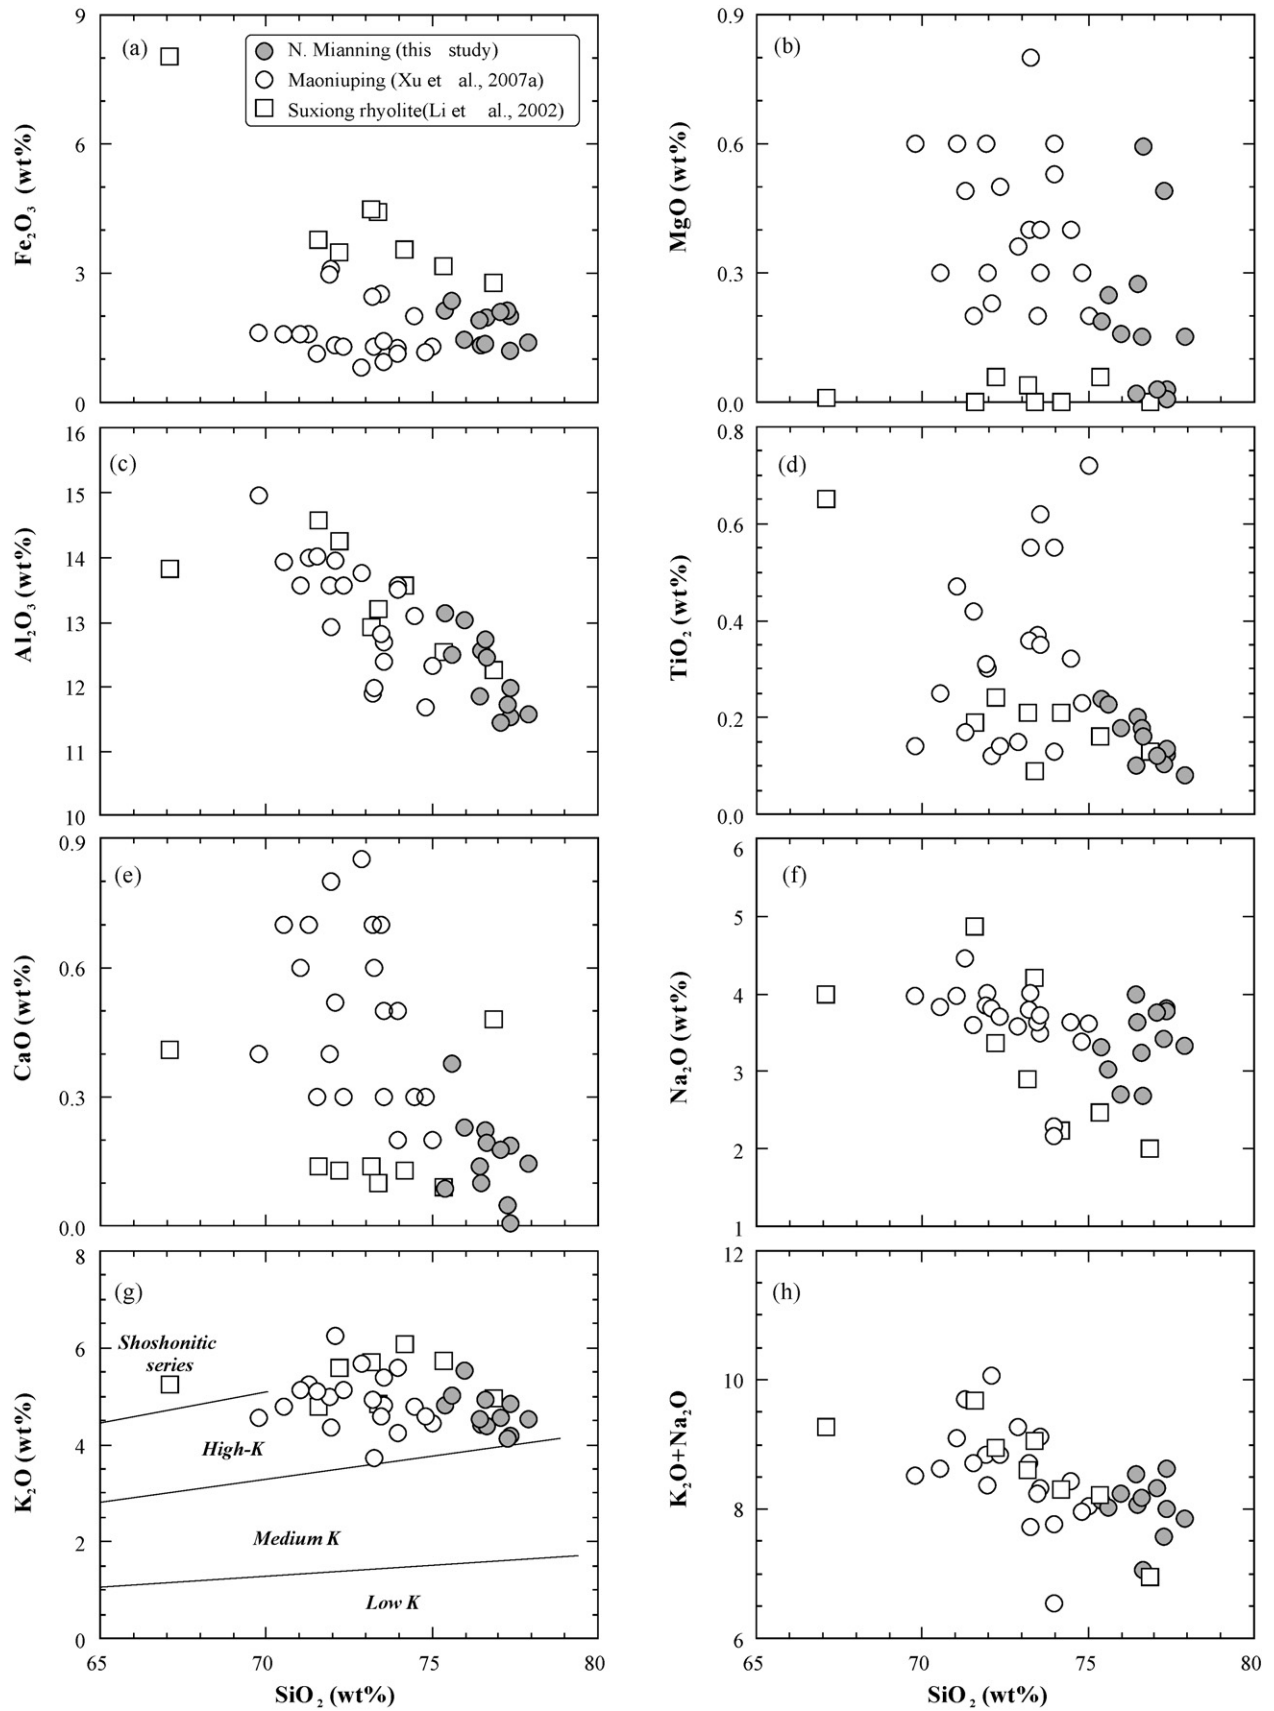 (a)
N. Mianning (this study)
Maoniuping (Xu et al., 2007a)
Suxiong rhyolite(Li et al., 2002)
9
6
3
0
Fe₂O₃ (wt%)
(b)
0.9
0.6
0.3
0.0
MgO (wt%)
(c)
16
15
14
13
12
11
10
Al₂O₃ (wt%)
(d)
0.8
0.6
0.4
0.2
0.0
TiO₂ (wt%)
(e)
0.9
0.6
0.3
0.0
CaO (wt%)
(f)
6
5
4
3
2
1
Na₂O (wt%)
(g)
8
6
4
2
0
K₂O (wt%)
Shoshonitic
series
High-K
Medium K
Low K
65
70
75
80
SiO₂ (wt%)
(h)
12
10
8
6
K₂O+Na₂O
65
70
75
80
SiO₂ (wt%)